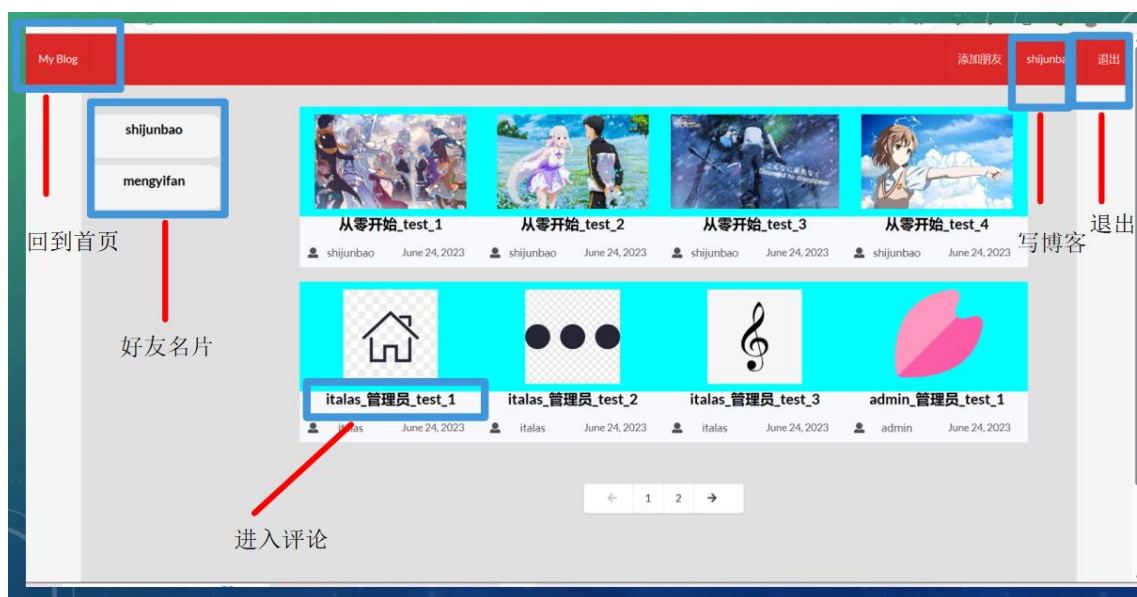 My Blog
添加朋友
shijunba
退出
shijunbao
mengyifan
从零开始_test_1
从零开始_test_2
从零开始_test_3
从零开始_test_4
shijunbao June 24, 2023
shijunbao June 24, 2023
shijunbao June 24, 2023
shijunbao June 24, 2023
回到首页
写博客
退出
好友名片
italas_管理员_test_1
italas_管理员_test_2
italas_管理员_test_3
admin_管理员_test_1
italas June 24, 2023
italas June 24, 2023
italas June 24, 2023
admin June 24, 2023
← 1 2 →
进入评论